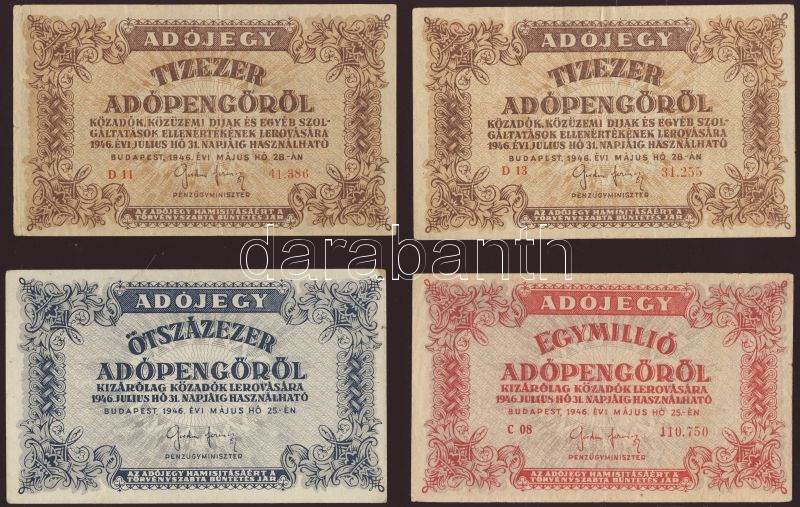 ADÓJEGY
TIZEZER
ADÓPENGŐRŐL
KÖZADÓK, KÖZÜZEMI DIJAK ÉS EGYÉB SZOL-
GÁLTATÁSOK ELLENÉRTÉKÉNEK LEROVÁSÁRA
1946. ÉVI JULIUS HÓ 31. NAPJÁIG HASZNÁLHATÓ
BUDAPEST, 1946. ÉVI MÁJUS HÓ 28.-ÁN
D 11 41.386
PÉNZÜGYMINISZTER
AZ ADÓJEGY HAMISITÁSÁÉRT A
TÖRVÉNYSZABTA BÜNTETÉS JÁR
ADÓJEGY
TIZEZER
ADÓPENGŐRŐL
KÖZADÓK, KÖZÜZEMI DIJAK ÉS EGYÉB SZOL-
GÁLTATÁSOK ELLENÉRTÉKÉNEK LEROVÁSÁRA
1946. ÉVI JULIUS HÓ 31. NAPJÁIG HASZNÁLHATÓ
BUDAPEST, 1946. ÉVI MÁJUS HÓ 28.-ÁN
D 13 31.255
PÉNZÜGYMINISZTER
AZ ADÓJEGY HAMISITÁSÁÉRT A
TÖRVÉNYSZABTA BÜNTETÉS JÁR
darabanth
ADÓJEGY
ÖTSZÁZEZER
ADÓPENGŐRŐL
KIZÁRÓLAG KÖZADÓK LEROVÁSÁRA
1946. JULIUS HÓ 31. NAPJÁIG HASZNÁLHATÓ
BUDAPEST, 1946. ÉVI MÁJUS HÓ 25.-ÉN
PÉNZÜGYMINISZTER
AZ ADÓJEGY HAMISITÁSÁÉRT A
TÖRVÉNYSZABTA BÜNTETÉS JÁR
ADÓJEGY
EGYMILLIÓ
ADÓPENGŐRŐL
KIZÁRÓLAG KÖZADÓK LEROVÁSÁRA
1946. JULIUS HÓ 31. NAPJÁIG HASZNÁLHATÓ
BUDAPEST, 1946. ÉVI MÁJUS HÓ 25.-ÉN
C 08 110.750
PÉNZÜGYMINISZTER
AZ ADÓJEGY HAMISITÁSÁÉRT A
TÖRVÉNYSZABTA BÜNTETÉS JÁR